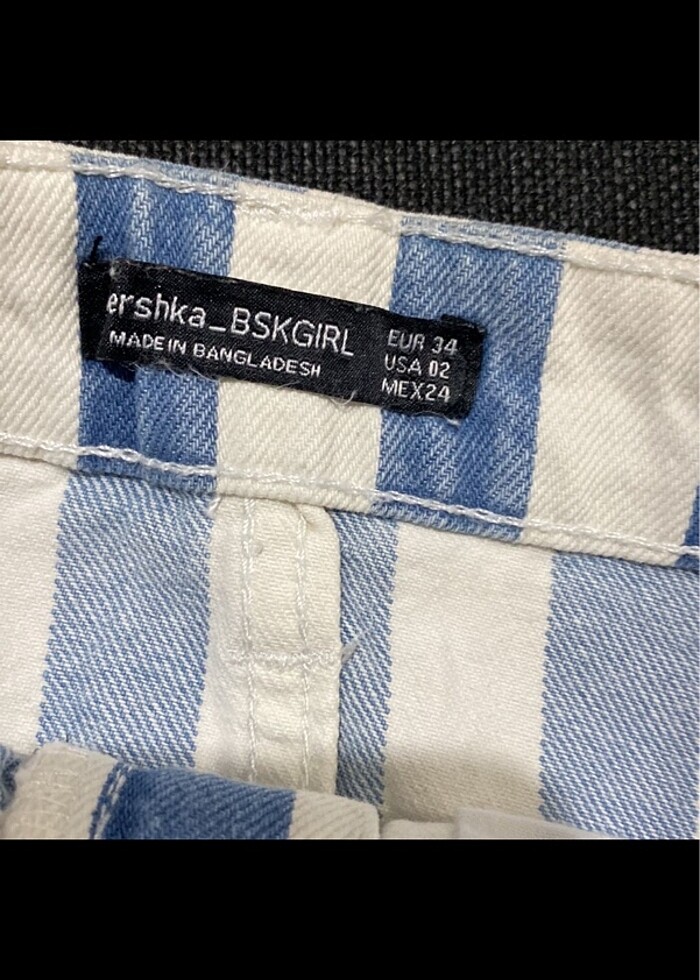 ershka_BSKGIRL
MADE IN BANGLADESH
EUR 34
USA 02
MEX24